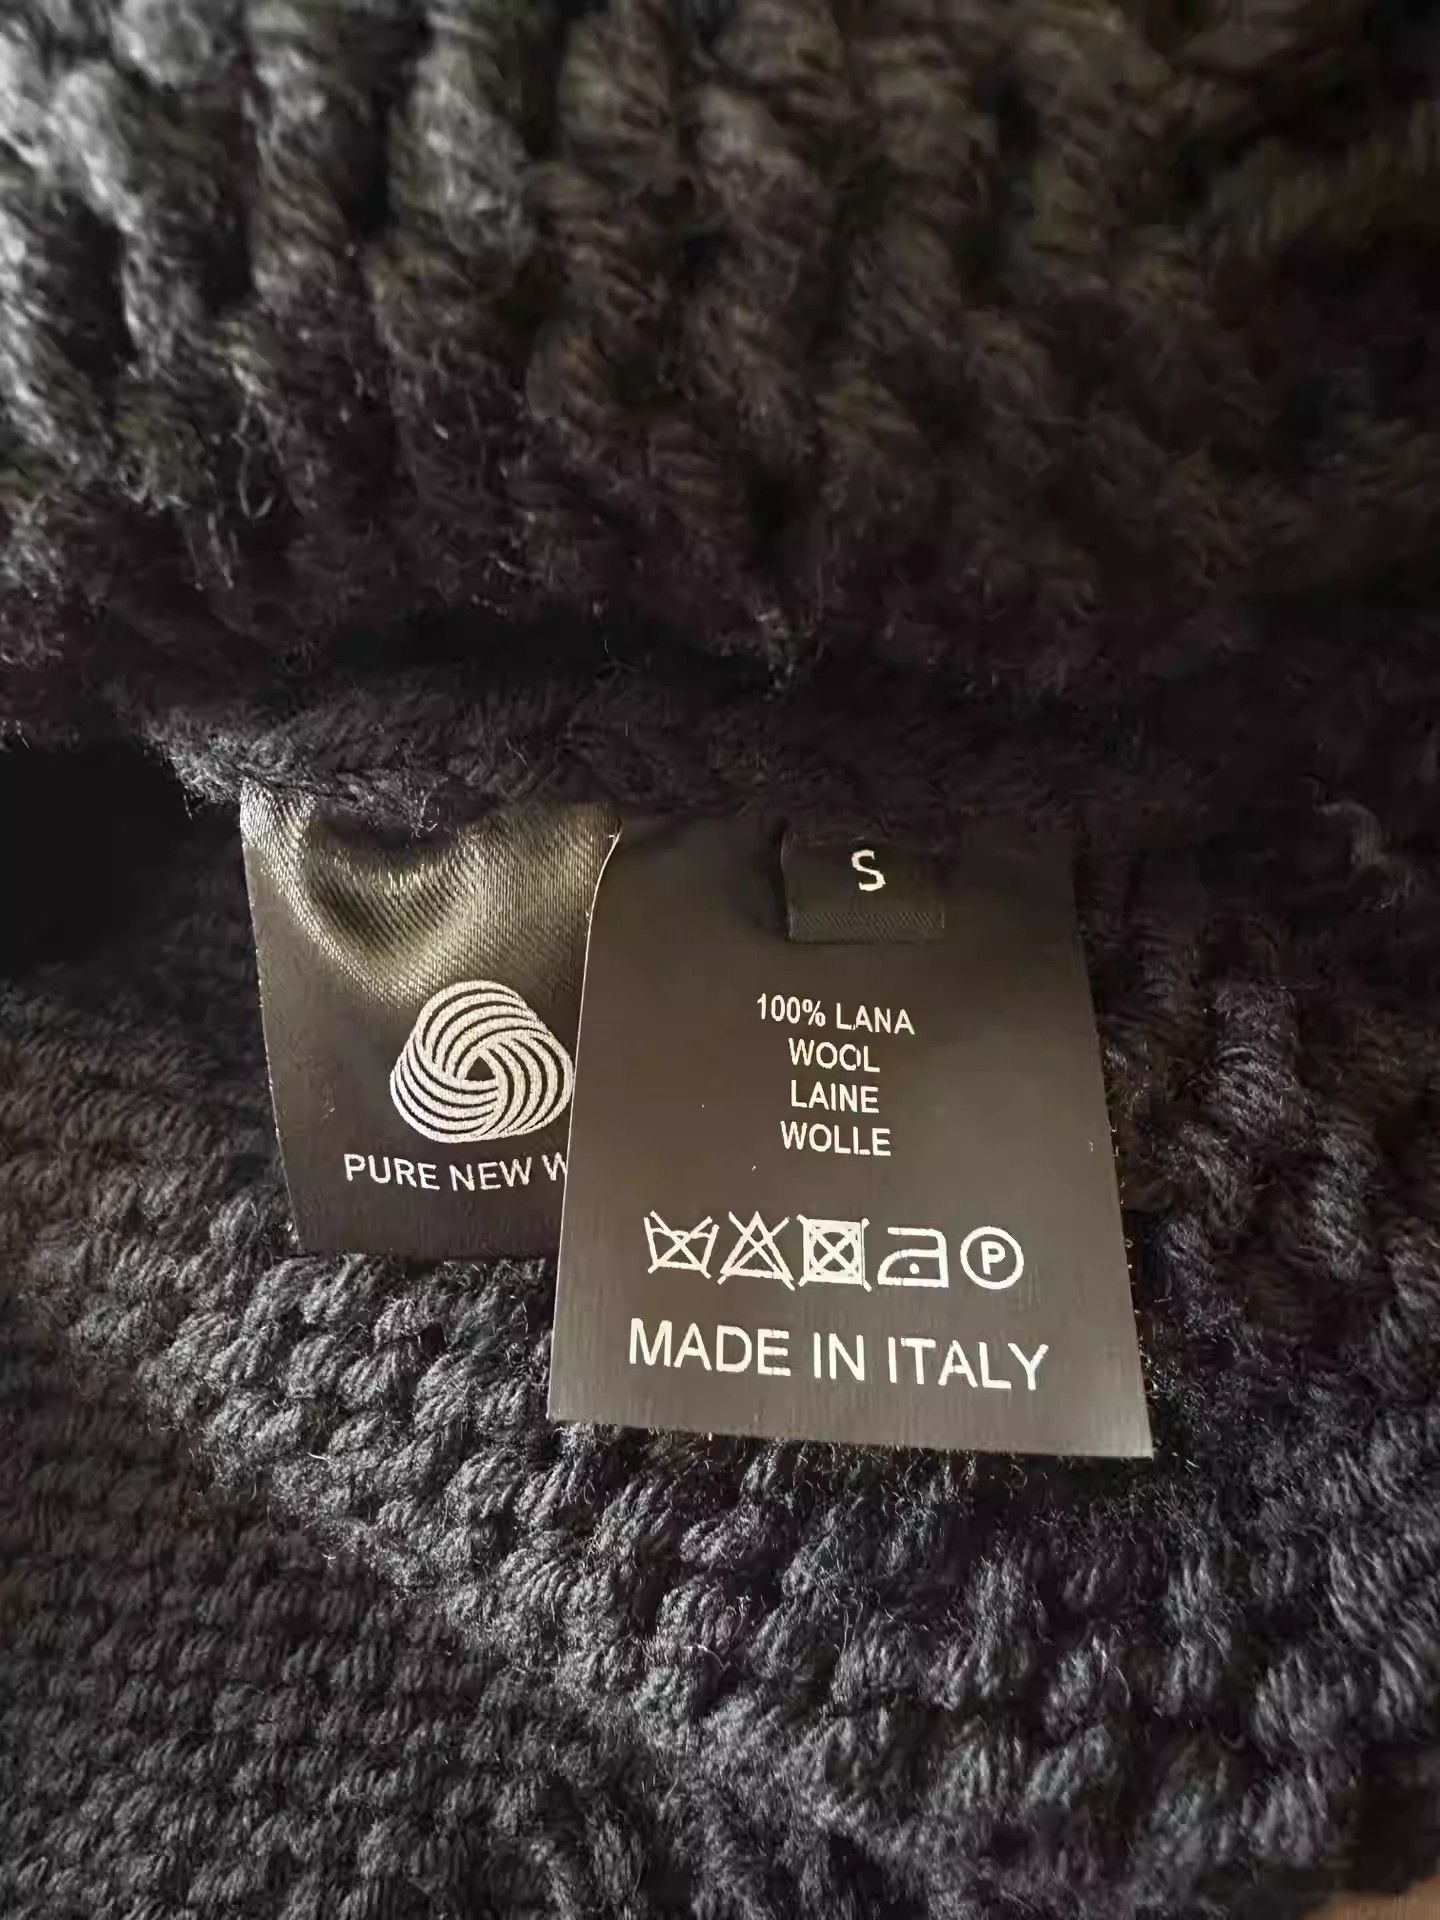 S
100% LANA
WOOL
LAINE
WOLLE
P
MADE IN ITALY
PURE NEW